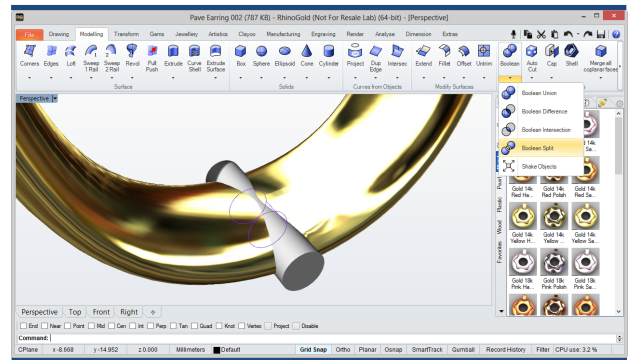 RG
Pave Earring 002 (787 KB) - RhinoGold (Not For Resale Lab) (64-bit) - [Perspective]
File Drawing Modelling Transform Gems Jewellery Artistics Clayoo Manufacturing Engraving Render Analyse Dimension Extras
Corners Edges Loft Sweep 1 Rail Sweep 2 Rail Revol Pull Push Extrude Curve Shell Extrude Surface Box Sphere Ellipsoid Cone Cylinder Project Dup Edge Intersec Extend Fillet Offset Untrim Boolean Auto Cut Cap Shell Merge all coplanar faces
Surface Solids Curves from Objects Modify Surfaces
Perspective
Boolean Union
Boolean Difference
Boolean Intersection
Boolean Split
Shake Objects
14k
Sa...
Pearl
Plastic
Wood
Favorites
Gold 14k Red Ha...
Gold 14k Red Polish
Gold 14k Red Sa...
Gold 14k Yellow H...
Gold 14k Yellow ...
Gold 14k Yellow Sa...
Gold 18k Pink Ha...
Gold 18k Pink Polish
Gold 18k Pink Sa...
Perspective Top Front Right
End Near Point Mid Cen Int Perp Tan Quad Knot Vertex Project Disable
Command:
CPlane x -8.668 y -14.952 z 0.000 Millimeters Default Grid Snap Ortho Planar Osnap SmartTrack Gumball Record History Filter CPU use: 3.2 %